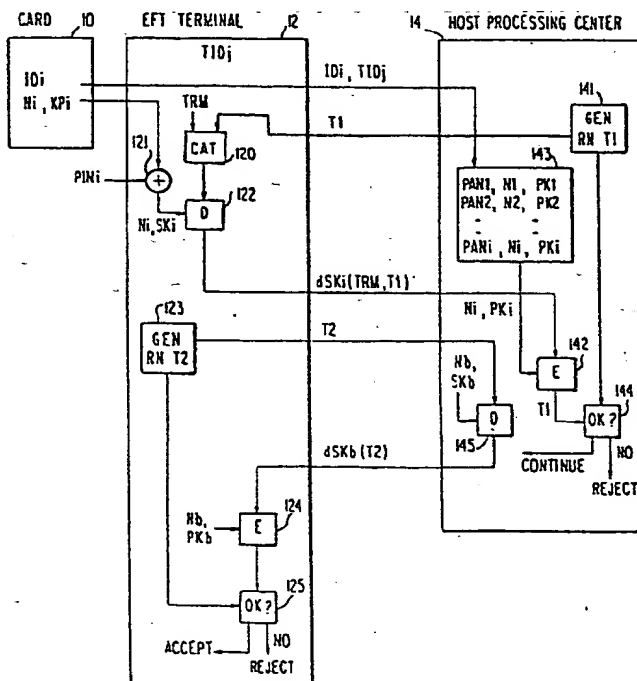 CARD 10 EFT TERMINAL 12 14 HOST PROCESSING CENTER
TIDj
IDi
Ni, KPi
IDi, TIDj
TRM
T1
141
GEN
RN T1
121
CAT
120
143
PINi
+
PAN1, N1, PK1
PAN2, N2, PK2
PANi, Ni, PKi
Ni, SKi
D
122
dSKi(TRM, T1)
Ni, PKi
123
GEN
RN T2
T2
Nb,
SKb
E
142
T1
144
D
145
OK?
NO
CONTINUE
REJECT
dSKb(T2)
Nb,
PKb
E
124
125
OK?
NO
ACCEPT
REJECT